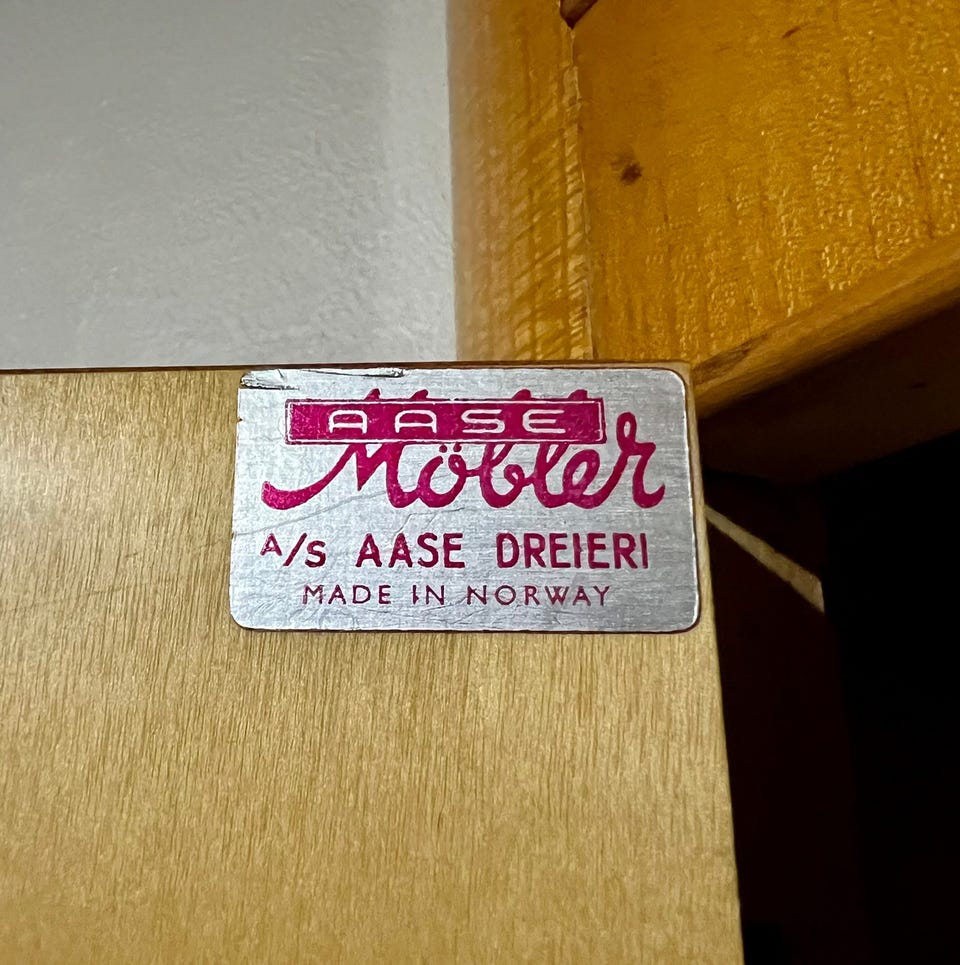 AASE
Möbler
A/S AASE DREIERI
MADE IN NORWAY